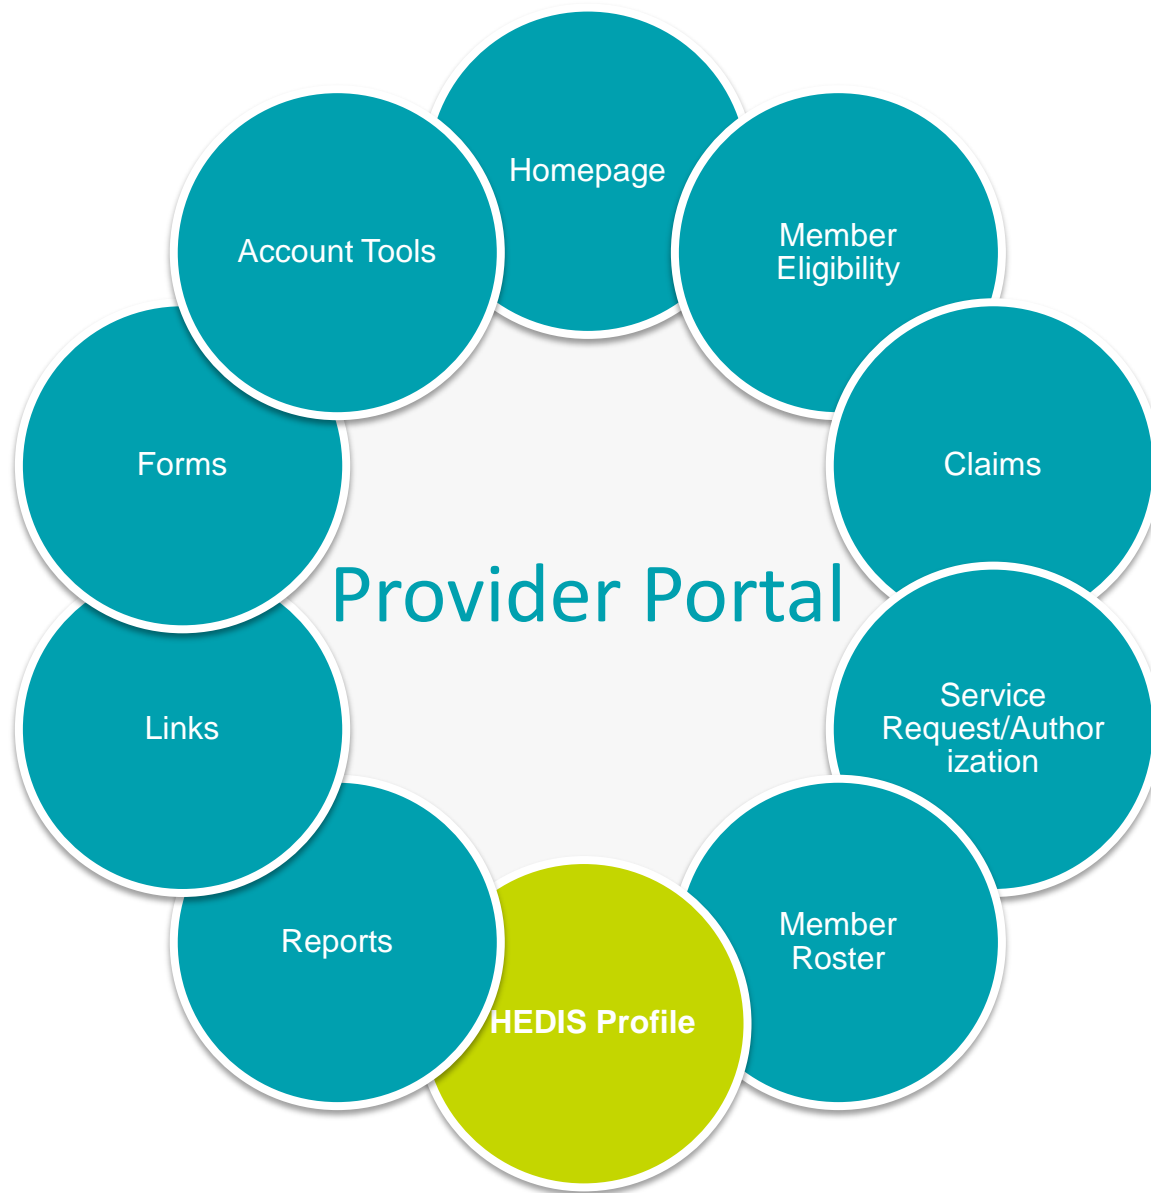 Homepage
Member
Eligibility
Claims
Service
Request/Author
ization
Member
Roster
HEDIS Profile
Reports
Links
Forms
Account Tools
Provider Portal